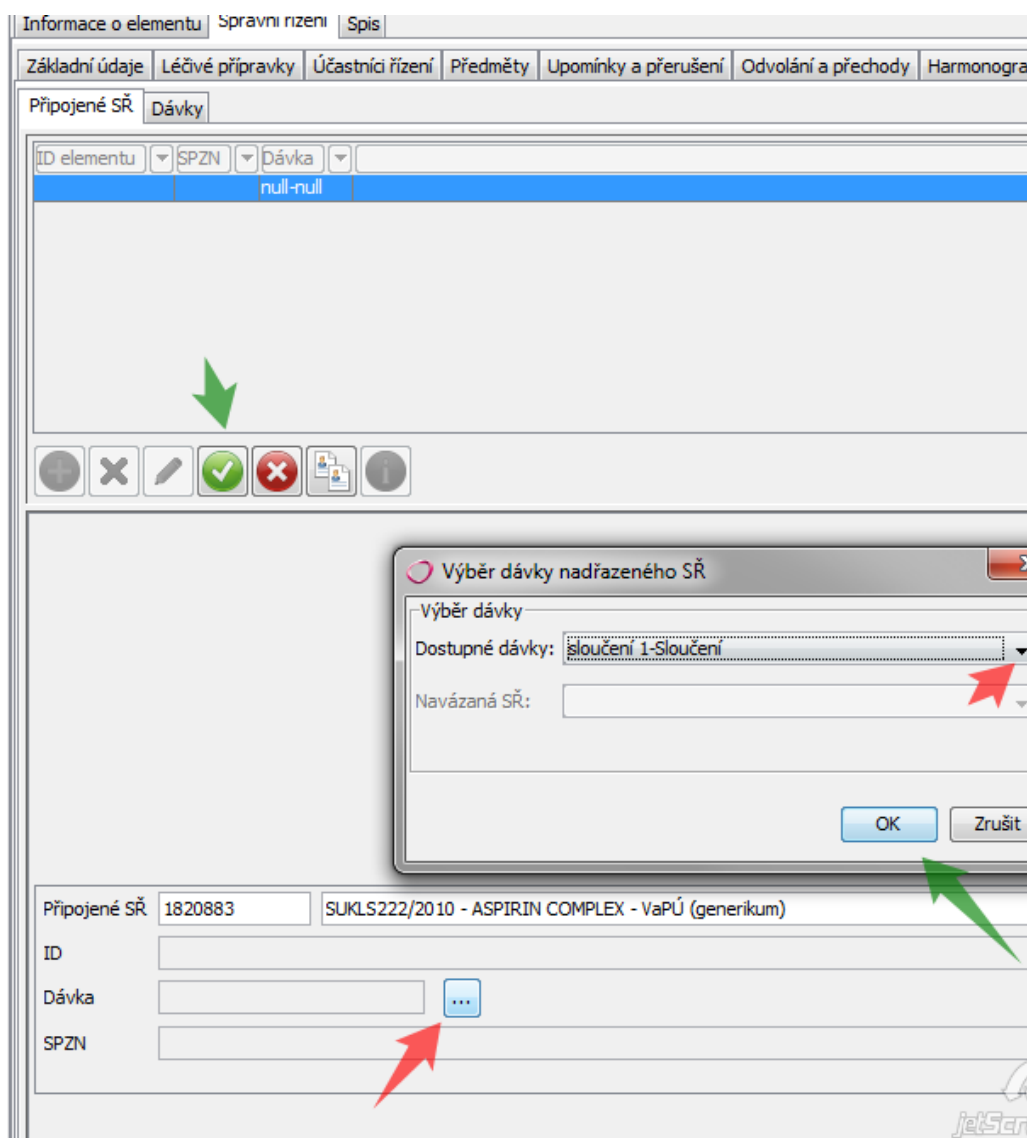 Informace o elementu Správní řízení Spis
Základní údaje Léčivé přípravky Účastníci řízení Předměty Upomínky a přerušení Odvolání a přechody Harmonogra
Připojené SŘ Dávky
ID elementu SPZN Dávka
null-null
Výběr dávky nadřazeného SŘ
Výběr dávky
Dostupné dávky: sloučení 1-Sloučení
Navázaná SŘ:
OK Zrušit
Připojené SŘ 1820883 SUKLS222/2010 - ASPIRIN COMPLEX - VaPÚ (generikum)
ID
Dávka ...
SPZN
jetScr